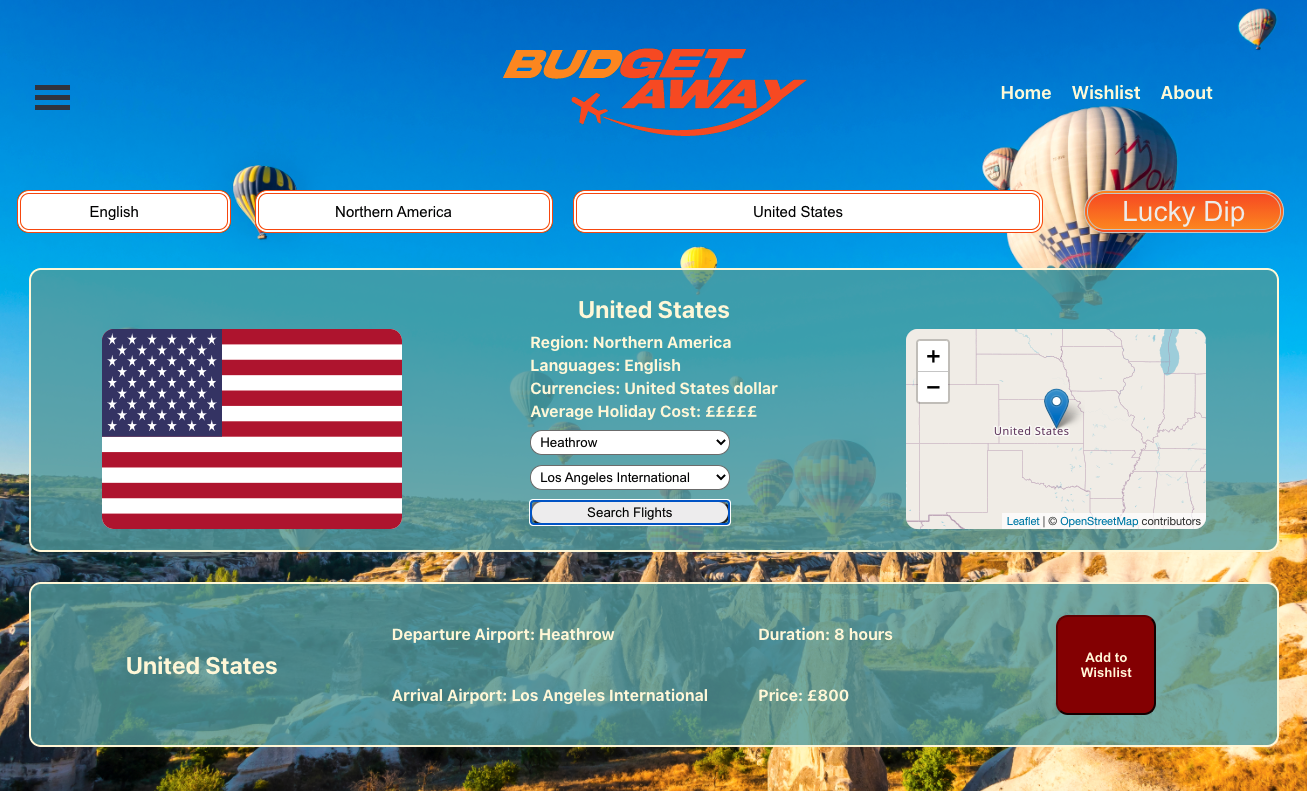 BUDGET
AWAY
Home Wishlist About
English
Northern America
United States
Lucky Dip
United States
Region: Northern America
Languages: English
Currencies: United States dollar
Average Holiday Cost: £££££
Heathrow
Los Angeles International
Search Flights
+
−
United States
Leaflet | © OpenStreetMap contributors
United States
Departure Airport: Heathrow
Duration: 8 hours
Arrival Airport: Los Angeles International
Price: £800
Add to
Wishlist